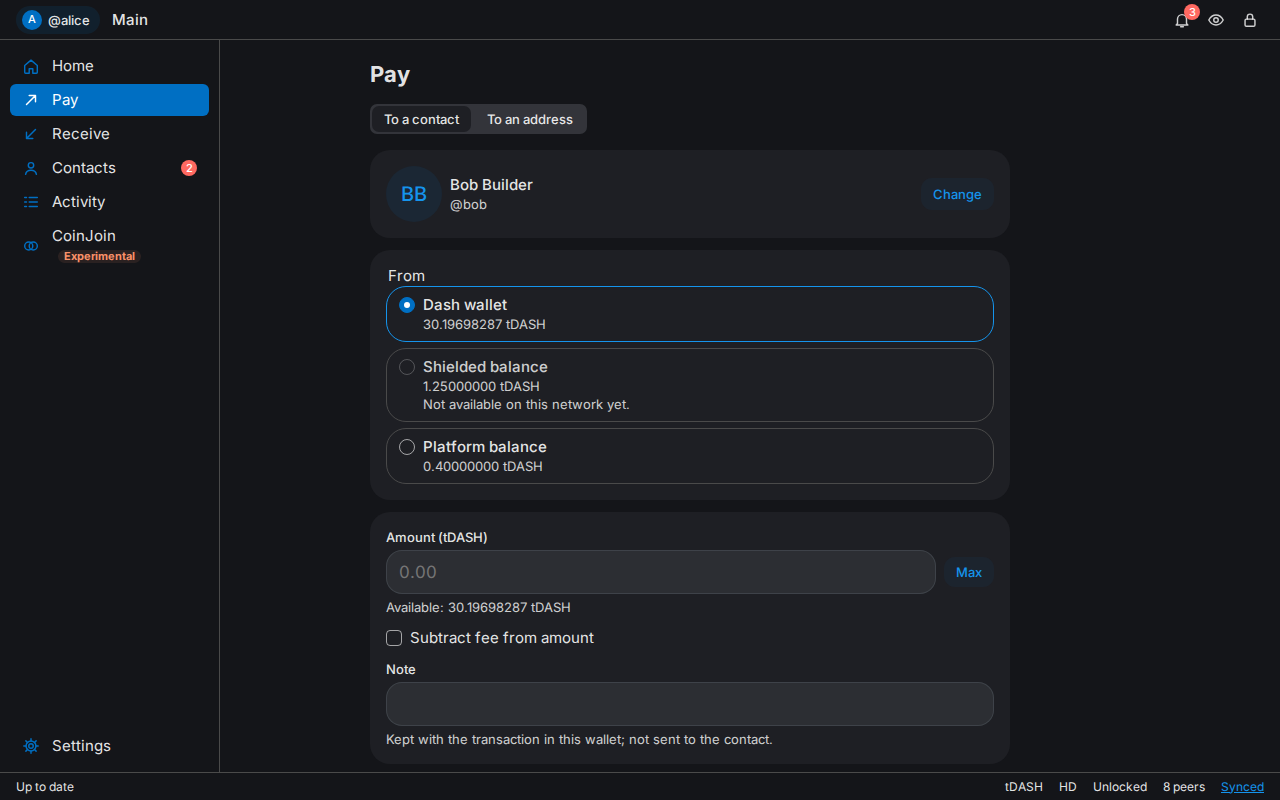 A @alice Main 3
Home
Pay
Receive
Contacts 2
Activity
CoinJoin
Experimental
Settings
Pay
To a contact To an address
BB
Bob Builder
@bob
Change
From
Dash wallet
30.19698287 tDASH
Shielded balance
1.25000000 tDASH
Not available on this network yet.
Platform balance
0.40000000 tDASH
Amount (tDASH)
0.00
Max
Available: 30.19698287 tDASH
Subtract fee from amount
Note
Kept with the transaction in this wallet; not sent to the contact.
Up to date tDASH HD Unlocked 8 peers Synced